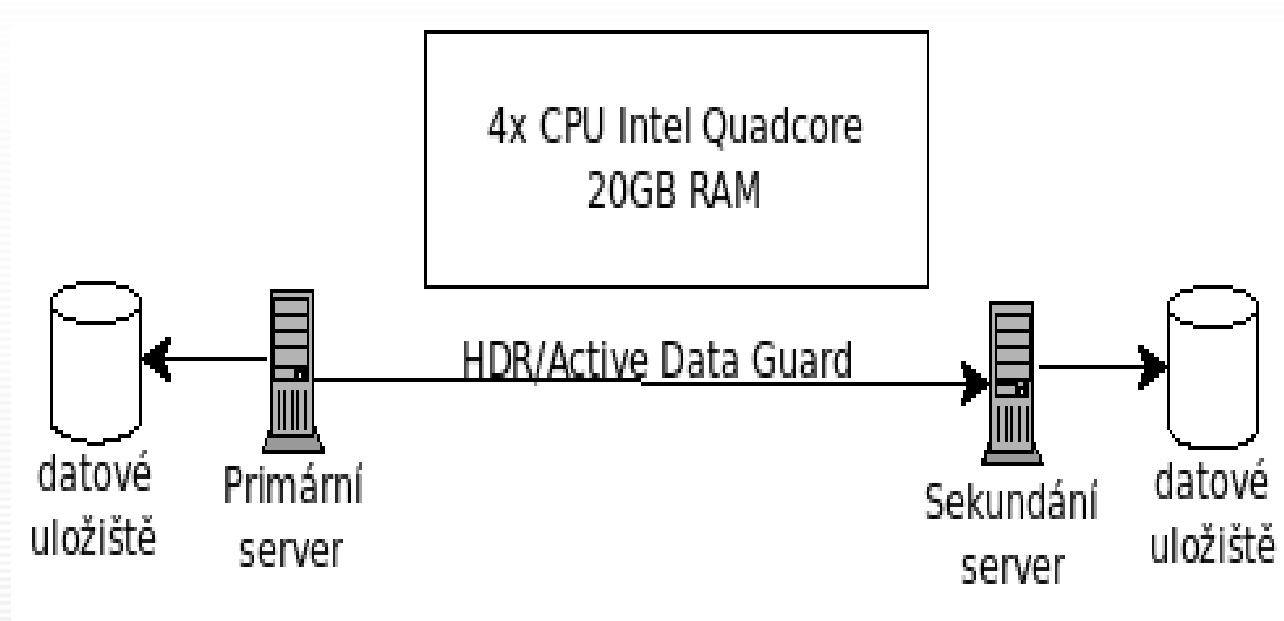 4x CPU Intel Quadcore
20GB RAM
HDR/Active Data Guard
datové
uložiště
Primární
server
Sekundání
server
datové
uložiště